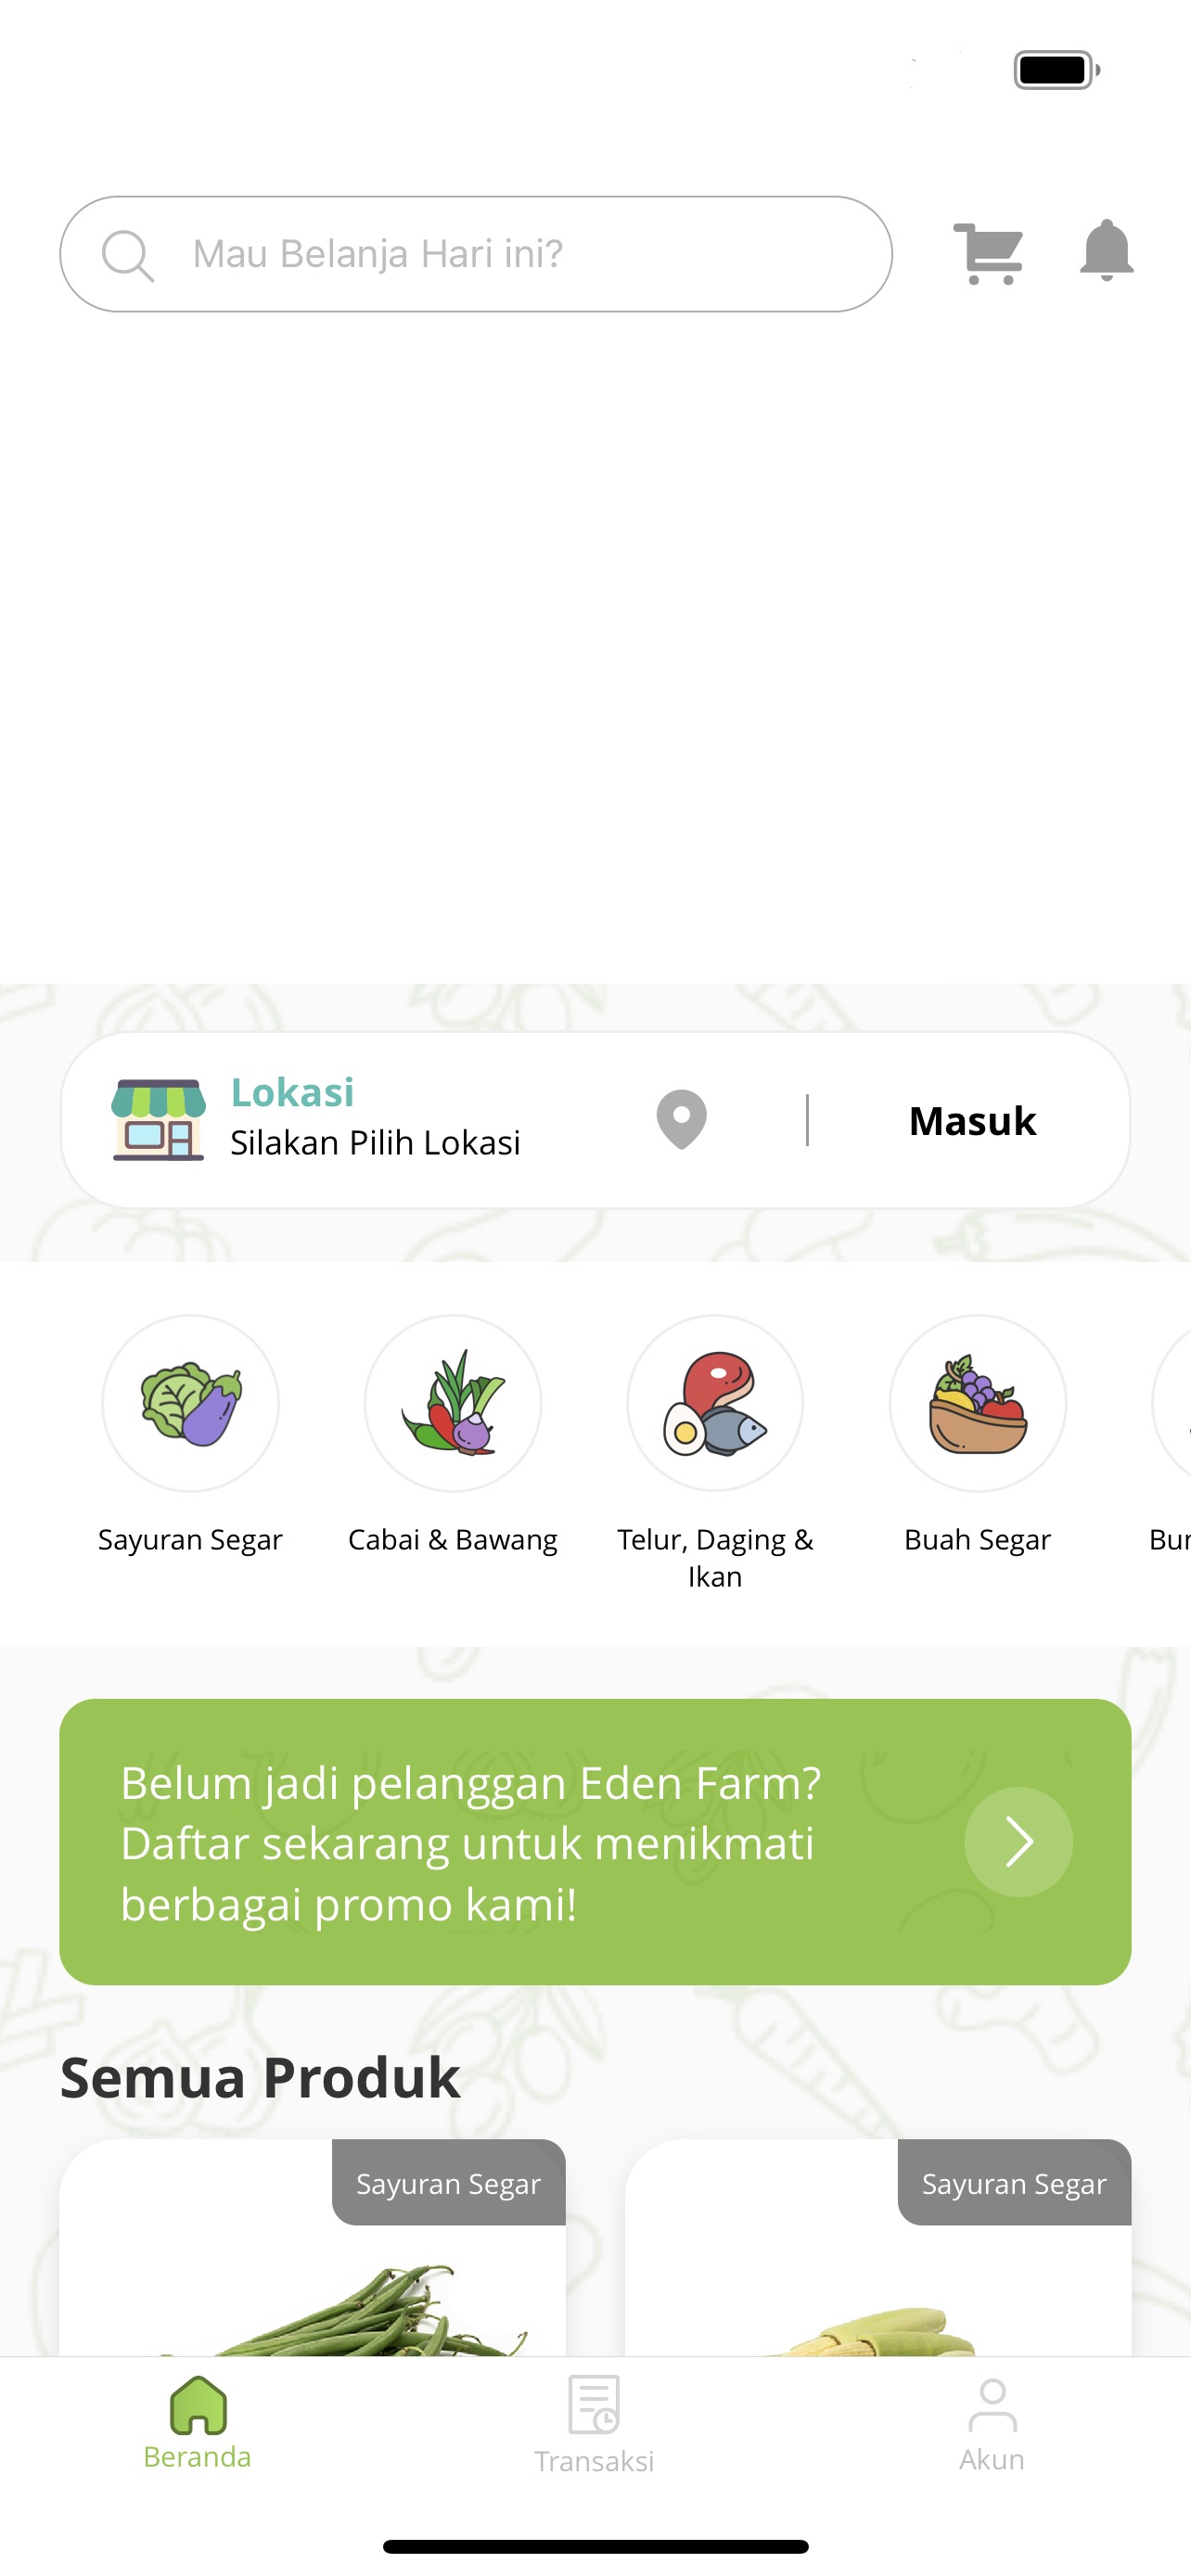 Mau Belanja Hari ini?
Lokasi
Silakan Pilih Lokasi
Masuk
Sayuran Segar
Cabai & Bawang
Telur, Daging &
Ikan
Buah Segar
Belum jadi pelanggan Eden Farm?
Daftar sekarang untuk menikmati
berbagai promo kami!
Semua Produk
Sayuran Segar
Sayuran Segar
Beranda
Transaksi
Akun